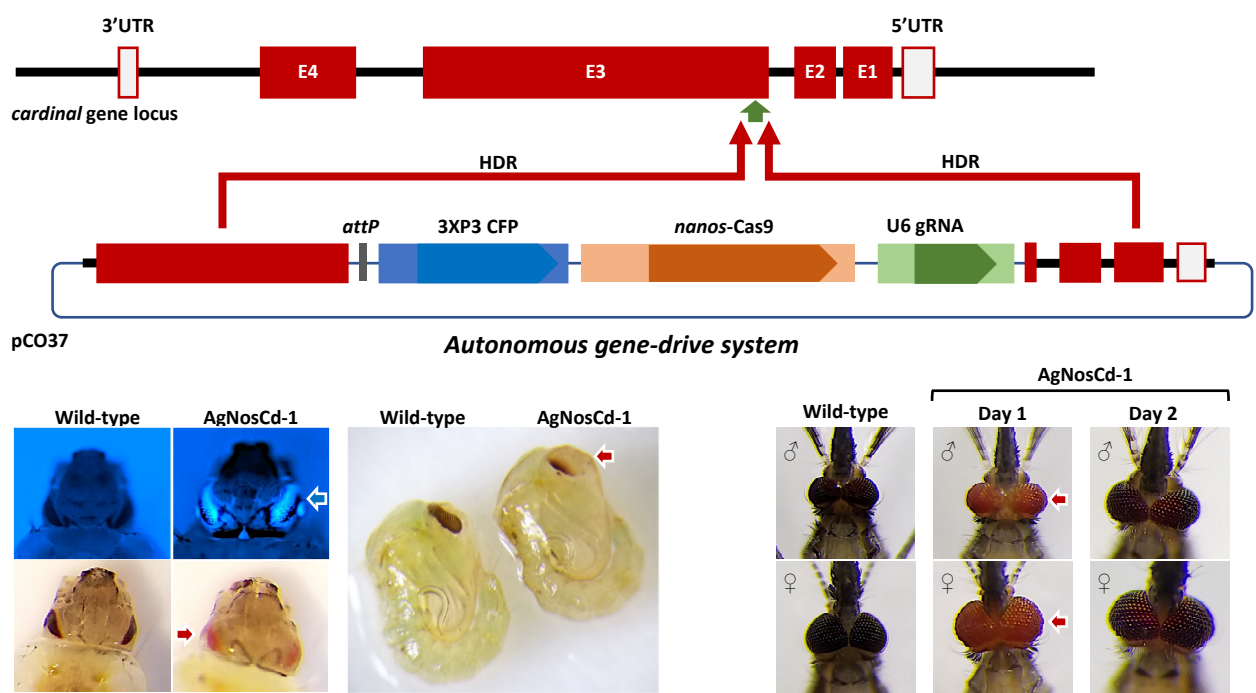 3’UTR
5’UTR
E4
E3
E2
E1
cardinal gene locus
HDR
HDR
attP
3XP3 CFP
nanos-Cas9
U6 gRNA
pCO37
Autonomous gene-drive system
AgNosCd-1
Wild-type
AgNosCd-1
Wild-type
AgNosCd-1
Wild-type
Day 1
Day 2
♂
♂
♂
♀
♀
♀